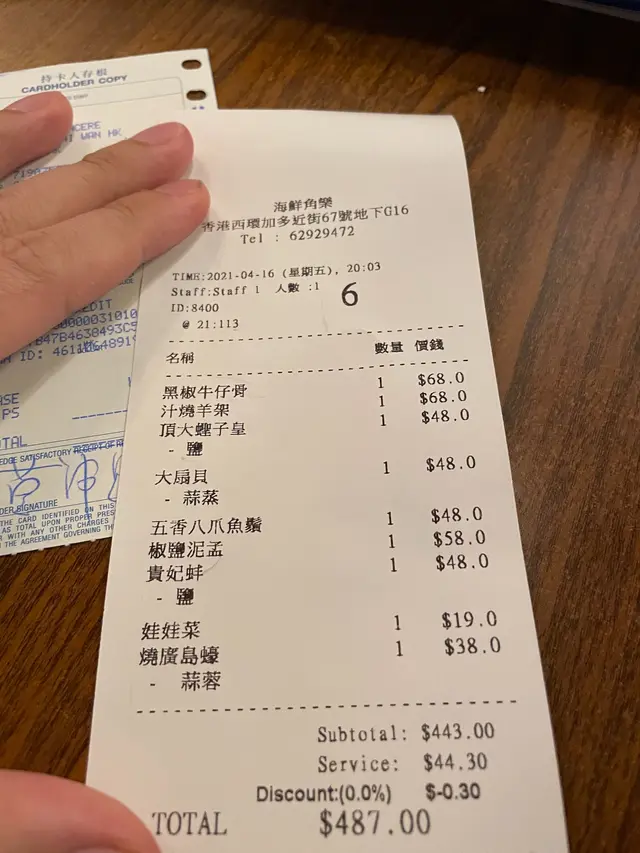 持卡人存根
CARDHOLDER COPY
WAN HK
EDIT
TOTAL
海鮮角樂
香港西環加多近街67號地下G16
Tel : 62929472
TIME:2021-04-16 (星期五), 20:03
Staff:Staff 1 人數 :1 6
ID:8400
@ 21:113
名稱 數量 價錢
黑椒牛仔骨 1 $68.0
汁燒羊架 1 $68.0
頂大蟶子皇 1 $48.0
- 鹽
大扇貝 1 $48.0
- 蒜蒸
五香八爪魚鬚 1 $48.0
椒鹽泥孟 1 $58.0
貴妃蚌 1 $48.0
- 鹽
娃娃菜 1 $19.0
燒廣島蠔 1 $38.0
- 蒜蓉
Subtotal: $443.00
Service: $44.30
Discount:(0.0%) $-0.30
TOTAL $487.00